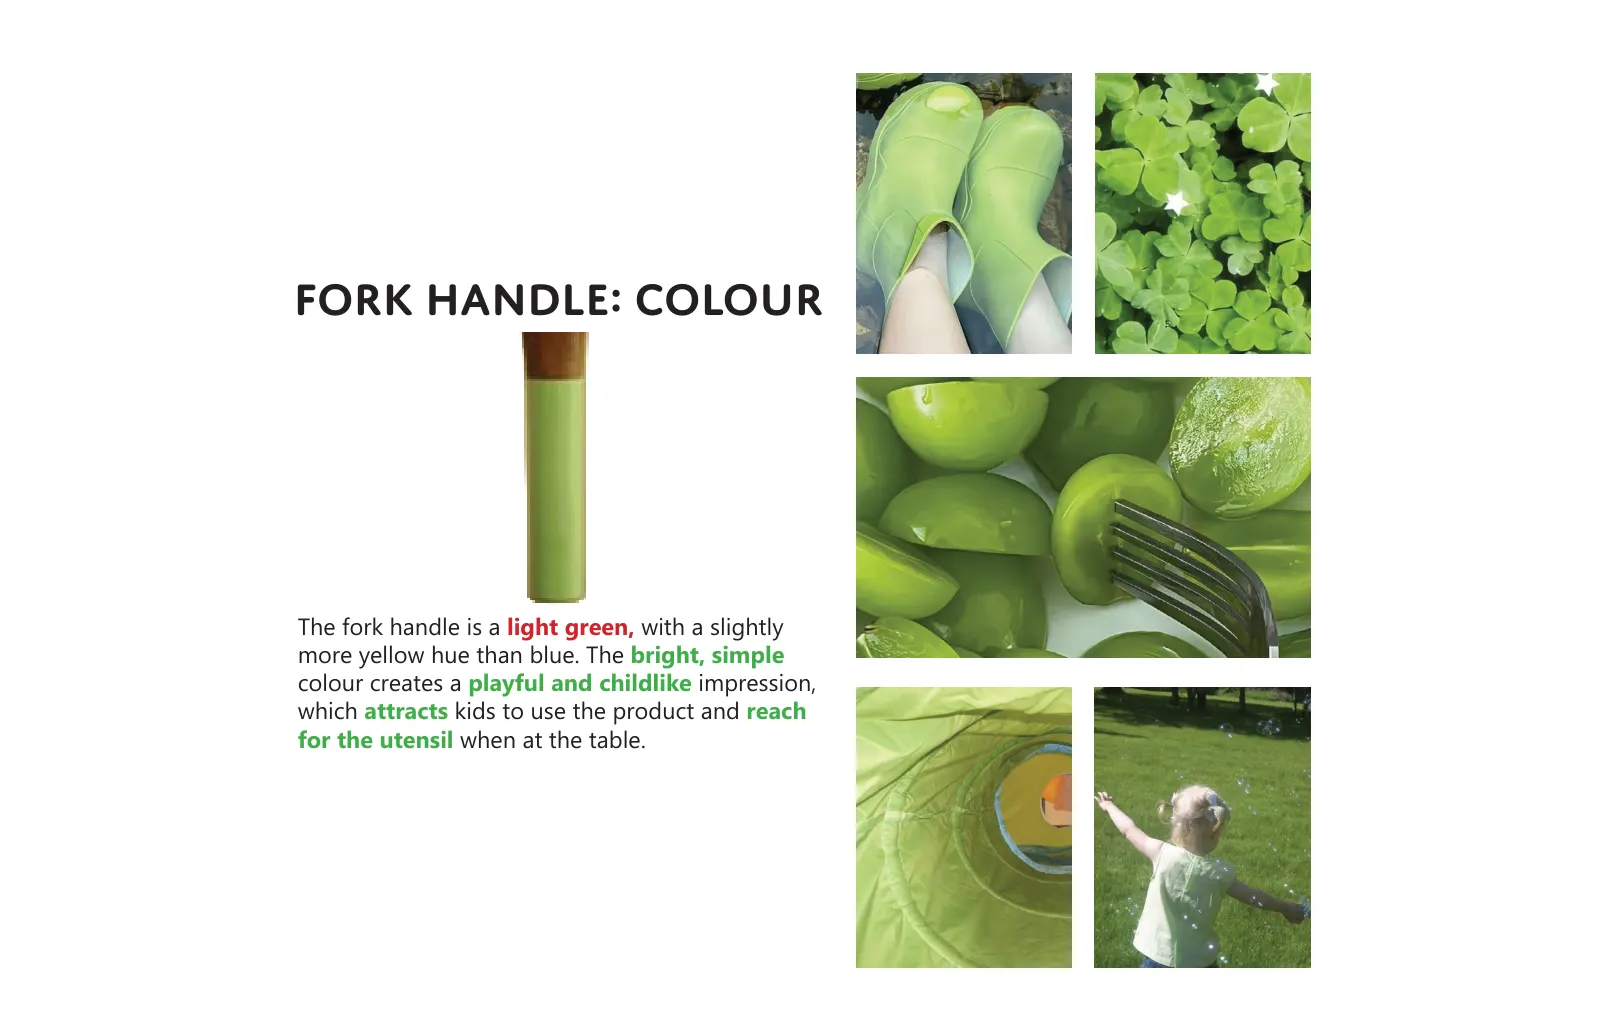 FORK HANDLE: COLOUR
The fork handle is a light green, with a slightly
more yellow hue than blue. The bright, simple
colour creates a playful and childlike impression,
which attracts kids to use the product and reach
for the utensil when at the table.